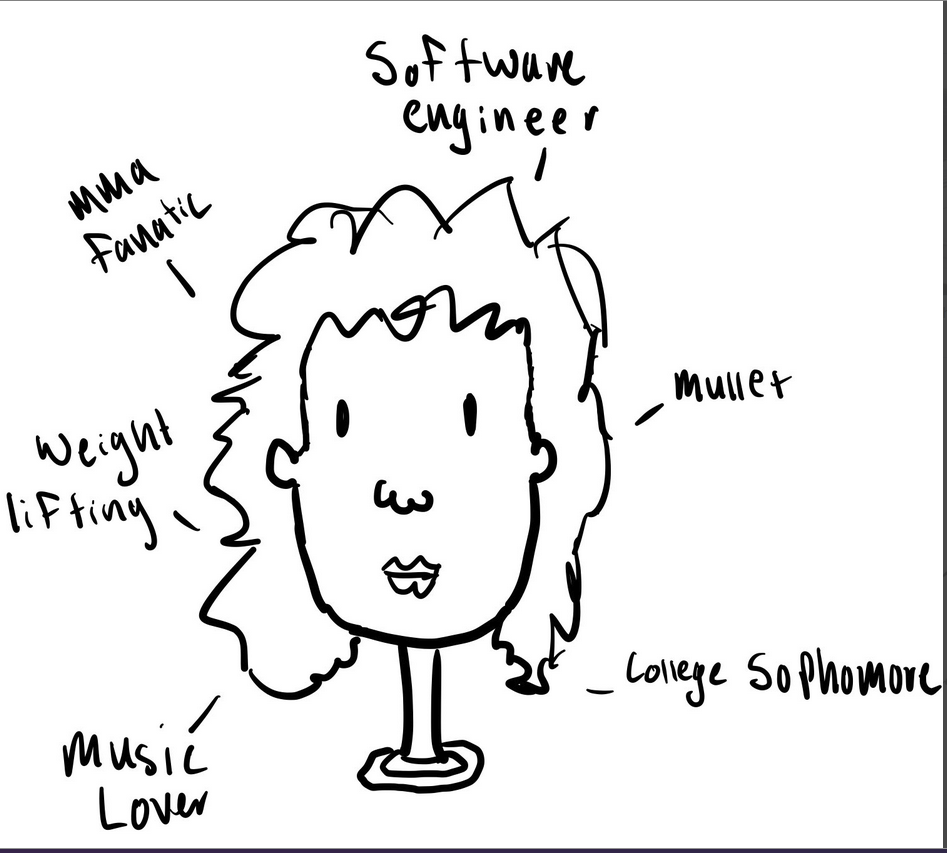 Software
engineer
mma
Fanatic
mullet
Weight
lifting
College Sophomore
Music
Lover